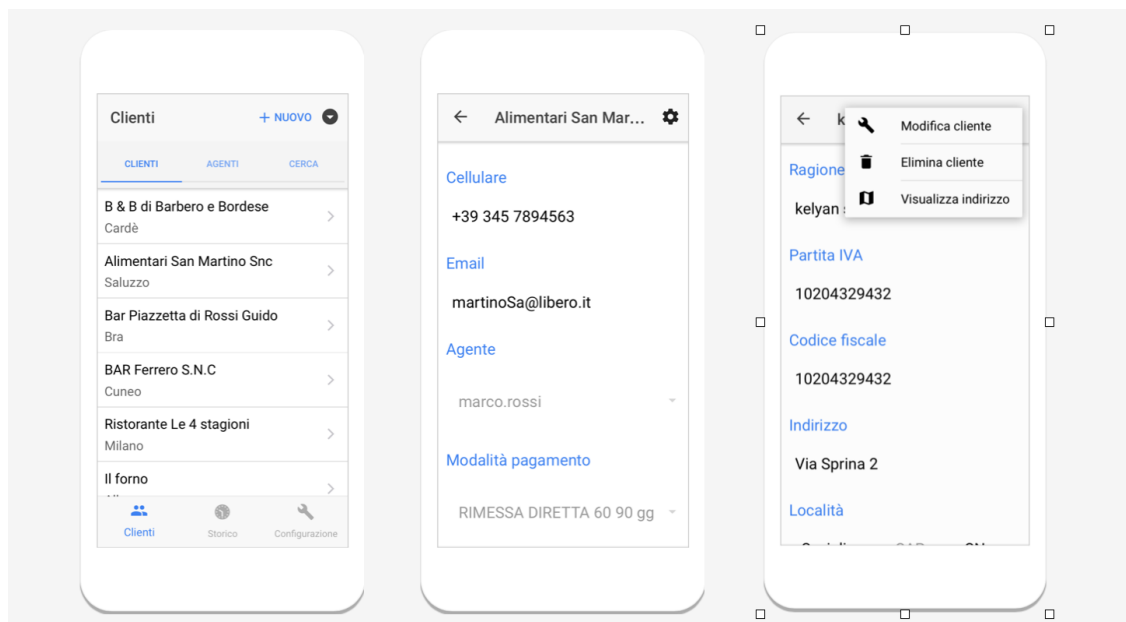 Clienti
+ NUOVO
CLIENTI AGENTI CERCA
B & B di Barbero e Bordese
Cardè
Alimentari San Martino Snc
Saluzzo
Bar Piazzetta di Rossi Guido
Bra
BAR Ferrero S.N.C
Cuneo
Ristorante Le 4 stagioni
Milano
Il forno
Clienti Storico Configurazione
Alimentari San Mar...
Cellulare
+39 345 7894563
Email
martinoSa@libero.it
Agente
marco.rossi
Modalità pagamento
RIMESSA DIRETTA 60 90 gg
Modifica cliente
Elimina cliente
Visualizza indirizzo
Ragione
kelyan
Partita IVA
10204329432
Codice fiscale
10204329432
Indirizzo
Via Sprina 2
Località